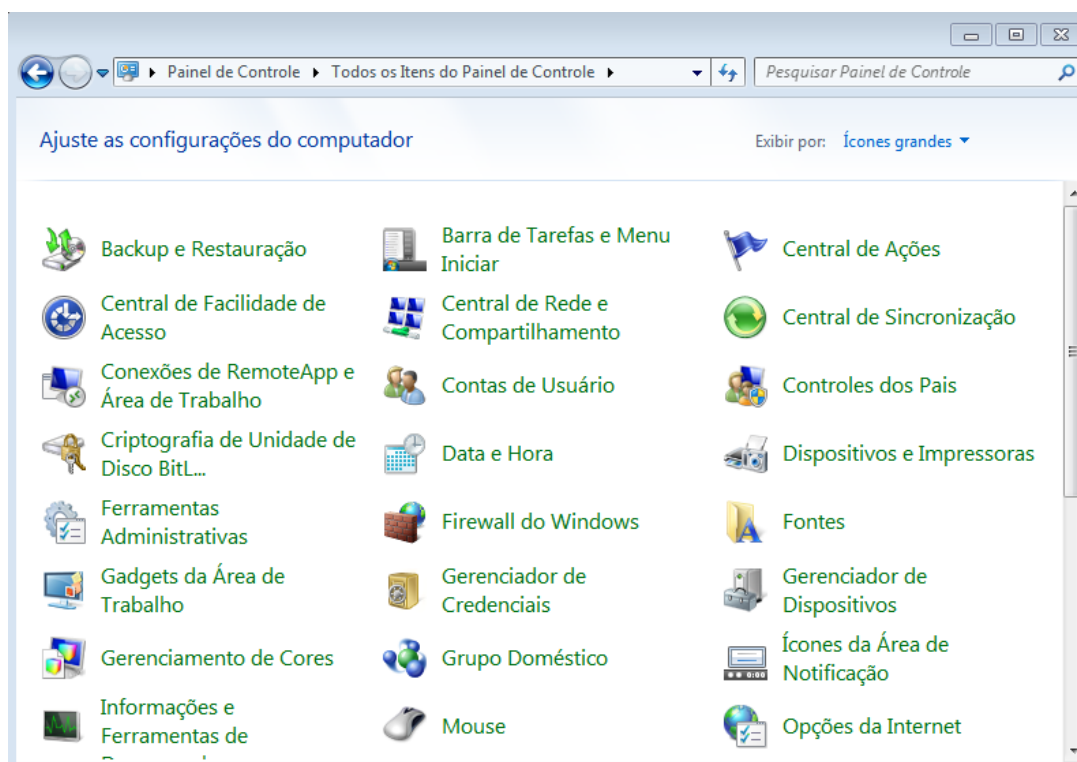 Painel de Controle Todos os Itens do Painel de Controle Pesquisar Painel de Controle
Ajuste as configurações do computador Exibir por: Ícones grandes
Backup e Restauração
Barra de Tarefas e Menu
Iniciar
Central de Ações
Central de Facilidade de
Acesso
Central de Rede e
Compartilhamento
Central de Sincronização
Conexões de RemoteApp e
Área de Trabalho
Contas de Usuário
Controles dos Pais
Criptografia de Unidade de
Disco BitL...
Data e Hora
Dispositivos e Impressoras
Ferramentas
Administrativas
Firewall do Windows
Fontes
Gadgets da Área de
Trabalho
Gerenciador de
Credenciais
Gerenciador de
Dispositivos
Gerenciamento de Cores
Grupo Doméstico
Ícones da Área de
Notificação
Informações e
Ferramentas de
Mouse
Opções da Internet